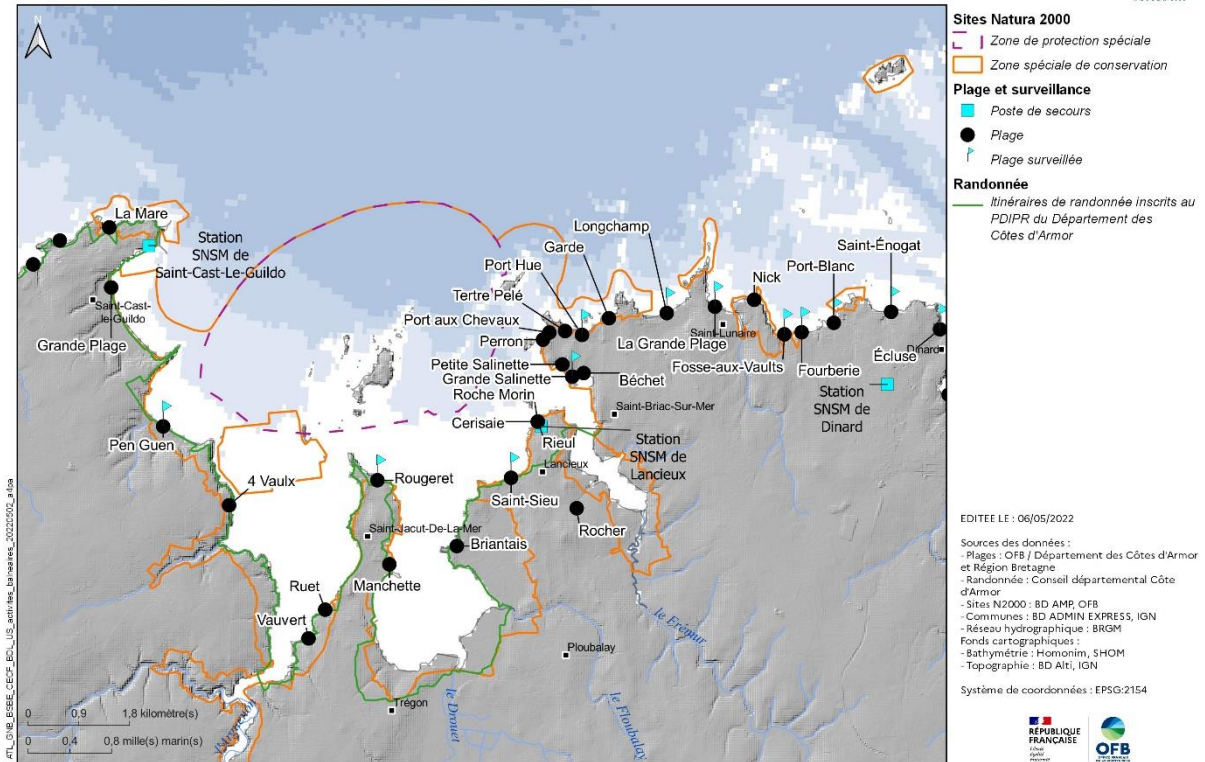 N
La Mare
Station
SNSM de
Saint-Cast-Le-Guildo
Saint-Cast-
le-Guildo
Grande Plage
Pen Guen
4 Vaulx
Ruet
Vauvert
Rougeret
Saint-Jacut-De-La-Mer
Manchette
Briantais
Trégon
Longchamp
Garde
Port Hue
Tertre Pelé
Port aux Chevaux
Perron
Petite Salinette
Grande Salinette
Roche Morin
Cerisaie
Béchet
Saint-Briac-Sur-Mer
Rieul
Lancieux
Station
SNSM de
Lancieux
Saint-Sieu
Rocher
Ploubalay
La Grande Plage
Saint-Lunaire
Nick
Port-Blanc
Saint-Énogat
Fosse-aux-Vaults
Fourberie
Écluse
Dinard
Station
SNSM de
Dinard
le Frémur
le Drouet
le Floubalay
0 0,9 1,8 kilomètre(s)
0 0,4 0,8 mille(s) marin(s)
ATL_GNB_BSEE_CECF_BDL_US_activites_balneaires_20220502_a4pa
Sites Natura 2000
Zone de protection spéciale
Zone spéciale de conservation
Plage et surveillance
Poste de secours
Plage
Plage surveillée
Randonnée
Itinéraires de randonnée inscrits au
PDIPR du Département des
Côtes d'Armor
EDITEE LE : 06/05/2022
Sources des données :
- Plages : OFB / Département des Côtes d'Armor
et Région Bretagne
- Randonnée : Conseil départemental Côte
d'Armor
- Sites N2000 : BD AMP, OFB
- Communes : BD ADMIN EXPRESS, IGN
- Réseau hydrographique : BRGM
Fonds cartographiques :
- Bathymétrie : Homonim, SHOM
- Topographie : BD Alti, IGN
Système de coordonnées : EPSG:2154
RÉPUBLIQUE
FRANÇAISE
Liberté
Égalité
Fraternité
OFB